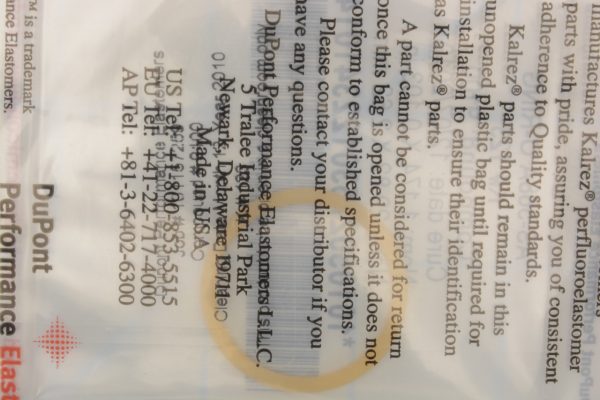 manufactures Kalrez® perfluoroelastomer
parts with pride, assuring you of consistent
adherence to Quality standards.
Kalrez® parts should remain in this
unopened plastic bag until required for
installation to ensure their identification
as Kalrez® parts.
A part cannot be considered for return
once this bag is opened unless it does not
conform to established specifications.
Please contact your distributor if you
have any questions.
DuPont Performance Elastomers L.L.C.
5 Tralee Industrial Park
Newark, Delaware
Made in USA
US Tel: +1-800-853-5515
EU Tel: +41-22-717-4000
AP Tel: +81-3-6402-6300
DuPont
Performance Elast
™ is a trademark
Elastomers.